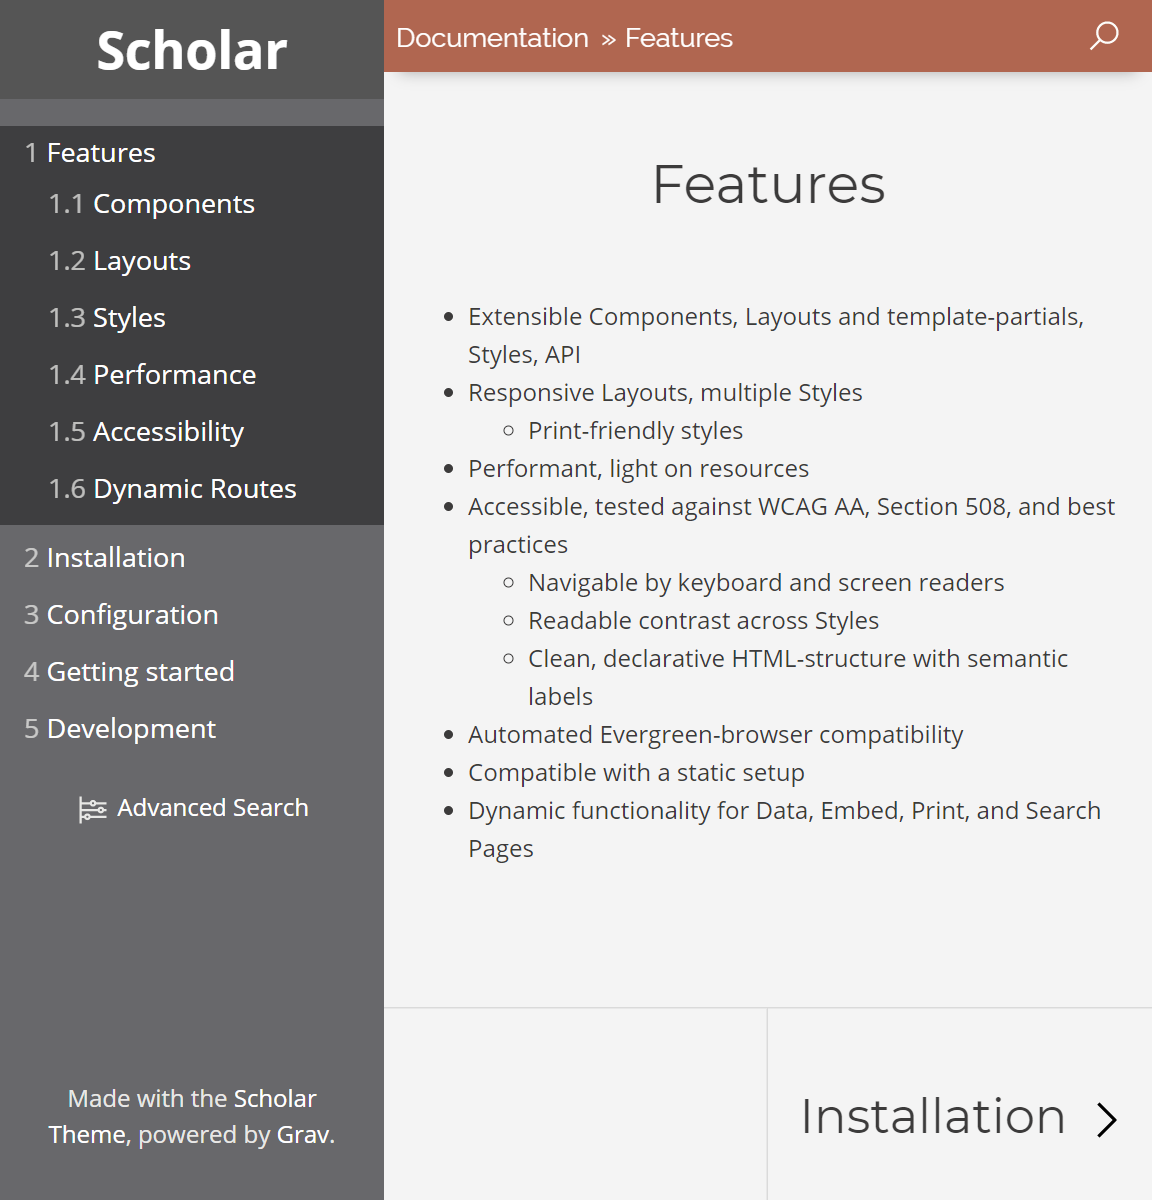 Scholar
1 Features
1.1 Components
1.2 Layouts
1.3 Styles
1.4 Performance
1.5 Accessibility
1.6 Dynamic Routes
2 Installation
3 Configuration
4 Getting started
5 Development
Advanced Search
Made with the Scholar
Theme, powered by Grav.
Documentation » Features
Features
• Extensible Components, Layouts and template-partials,
Styles, API
• Responsive Layouts, multiple Styles
○ Print-friendly styles
• Performant, light on resources
• Accessible, tested against WCAG AA, Section 508, and best
practices
○ Navigable by keyboard and screen readers
○ Readable contrast across Styles
○ Clean, declarative HTML-structure with semantic
labels
• Automated Evergreen-browser compatibility
• Compatible with a static setup
• Dynamic functionality for Data, Embed, Print, and Search
Pages
Installation